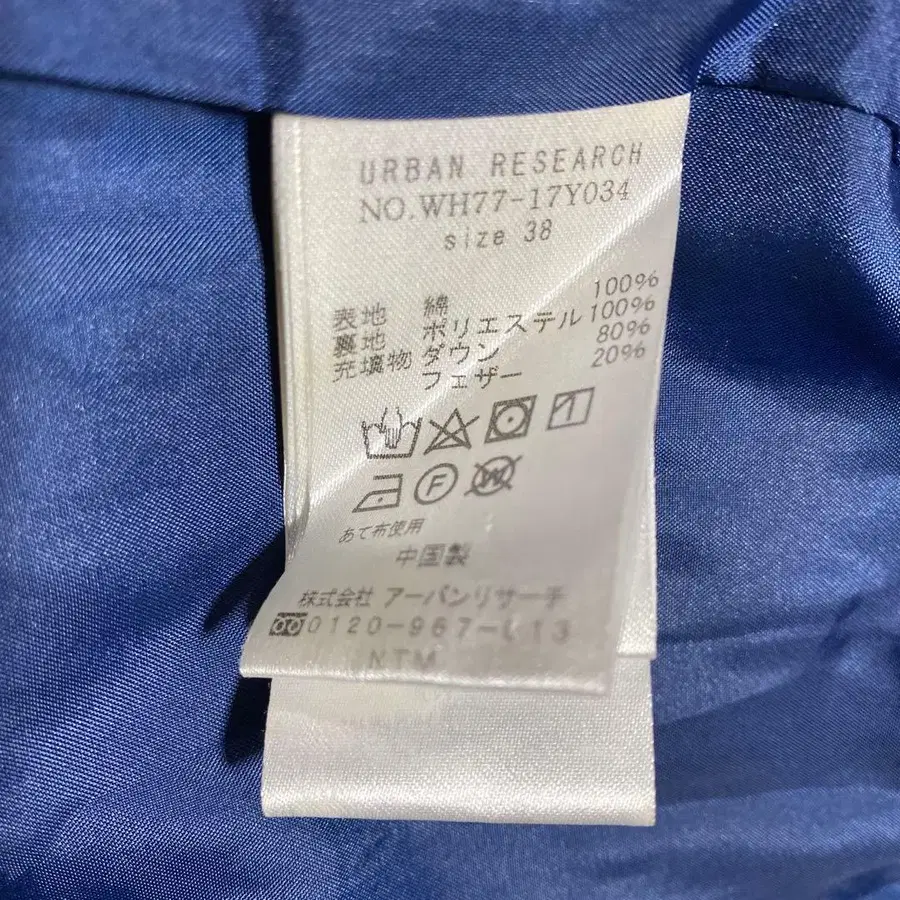 URBAN RESEARCH
NO.WH77-17Y034
size 38
表地 綿 100%
裏地 ポリエステル 100%
充填物 ダウン 80%
フェザー 20%
F W
あて布使用
中国製
株式会社 アーバンリサーチ
0120-967-013
NTM